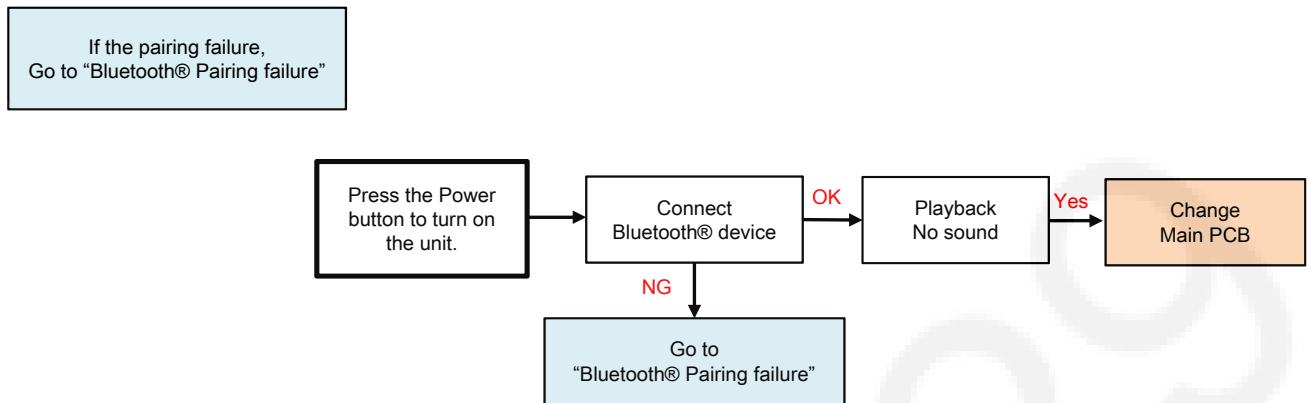 If the pairing failure,
Go to “Bluetooth® Pairing failure”
Press the Power
button to turn on
the unit.
Connect
Bluetooth® device
OK
Playback
No sound
Yes
Change
Main PCB
NG
Go to
“Bluetooth® Pairing failure”